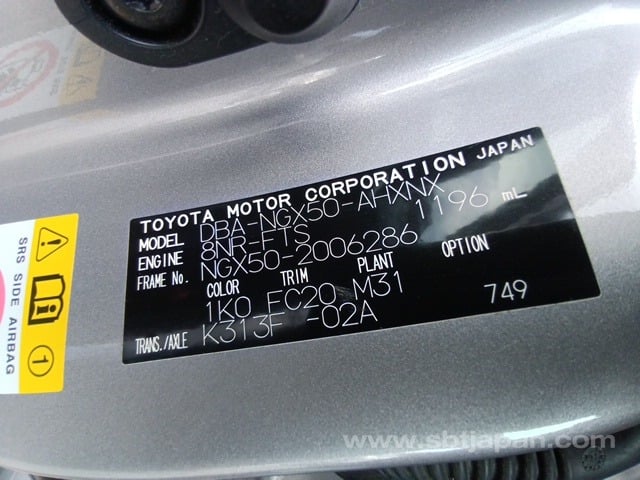 TOYOTA MOTOR CORPORATION JAPAN
MODEL DBA-NGX50-AHXNX
ENGINE 8NR-FTS 1196 mL
FRAME No. NGX50-2006286
COLOR TRIM PLANT OPTION
1K0 FC20 M31
TRANS./AXLE K313F -02A 749
SRS SIDE AIRBAG
1
www.sbtjapan.com